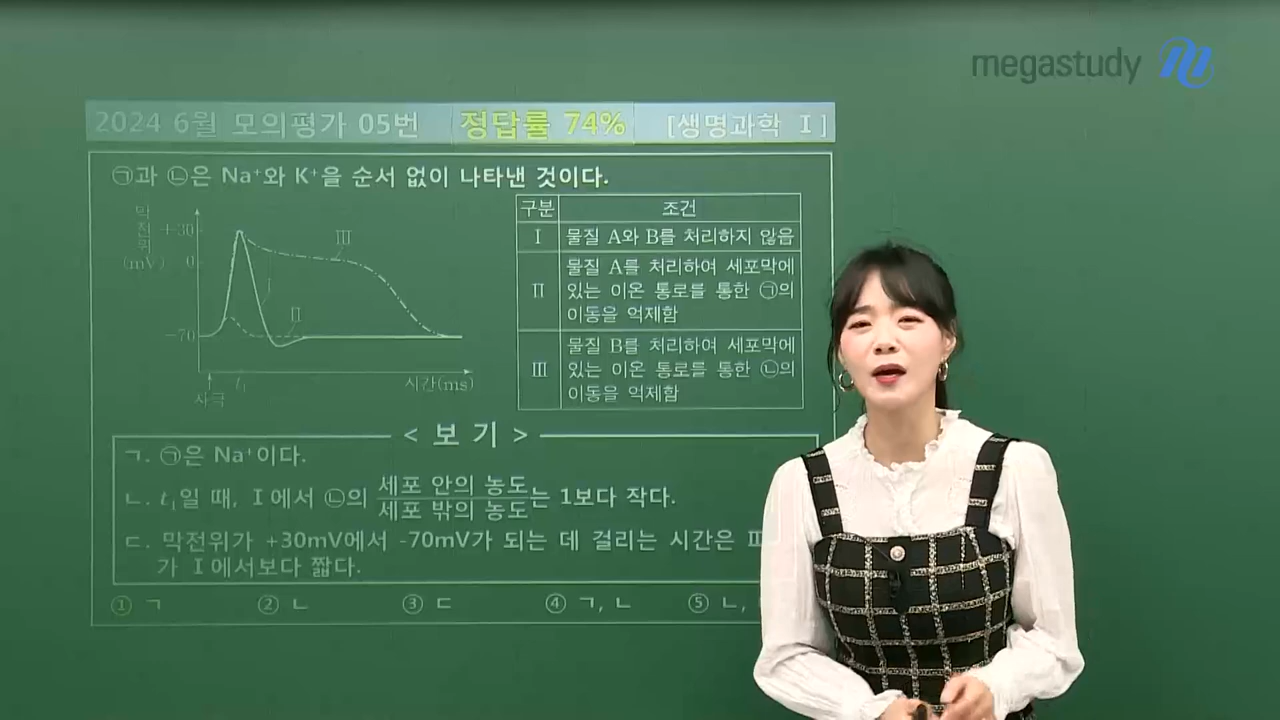 megastudy
2024 6월 모의평가 05번 정답률 74% [생명과학 Ⅰ]
㉠과 ㉡은 Na⁺와 K⁺을 순서 없이 나타낸 것이다.
막전위(mV)
+30
0
-70
Ⅲ
Ⅰ
Ⅱ
자극
t₁
시간(ms)
구분 조건
Ⅰ 물질 A와 B를 처리하지 않음
Ⅱ 물질 A를 처리하여 세포막에
있는 이온 통로를 통한 ㉠의
이동을 억제함
Ⅲ 물질 B를 처리하여 세포막에
있는 이온 통로를 통한 ㉡의
이동을 억제함
< 보 기 >
ㄱ. ㉠은 Na⁺이다.
ㄴ. t₁일 때, Ⅰ에서 ㉡의 세포 안의 농도/세포 밖의 농도는 1보다 작다.
ㄷ. 막전위가 +30mV에서 -70mV가 되는 데 걸리는 시간은
가 Ⅰ에서보다 짧다.
① ㄱ ② ㄴ ③ ㄷ ④ ㄱ, ㄴ ⑤ ㄴ,